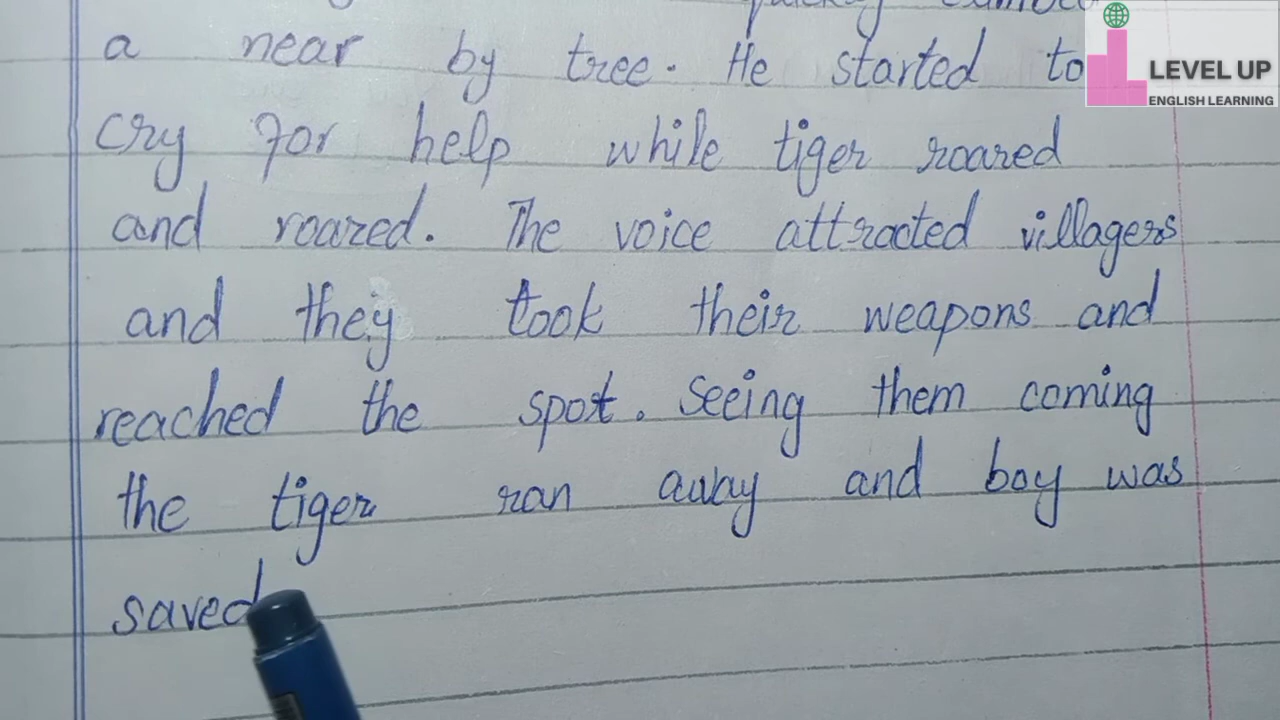 a near by tree. He started to
cry for help while tiger roared
and roared. The voice attracted villagers
and they took their weapons and
reached the spot. Seeing them coming
the tiger ran away and boy was
saved
LEVEL UP
ENGLISH LEARNING